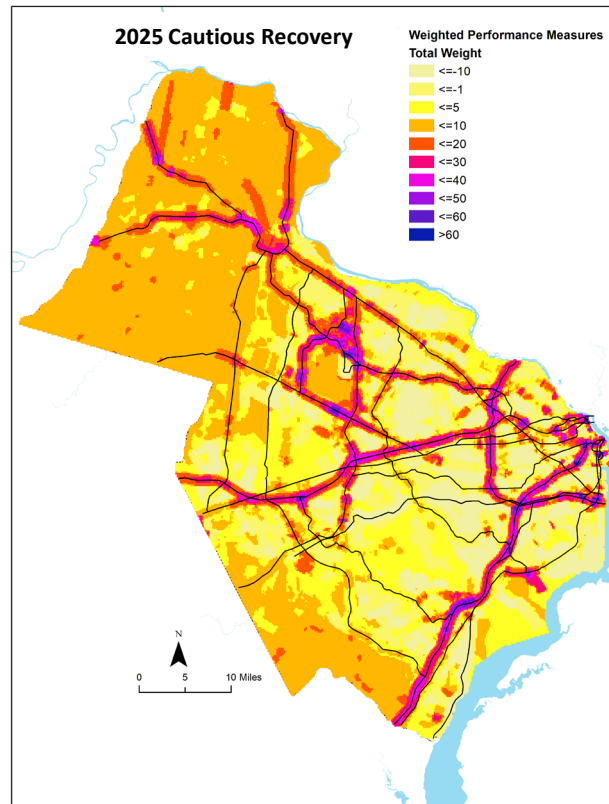 2025 Cautious Recovery
Weighted Performance Measures
Total Weight
<=-10
<=-1
<=5
<=10
<=20
<=30
<=40
<=50
<=60
>60
N
0 5 10 Miles